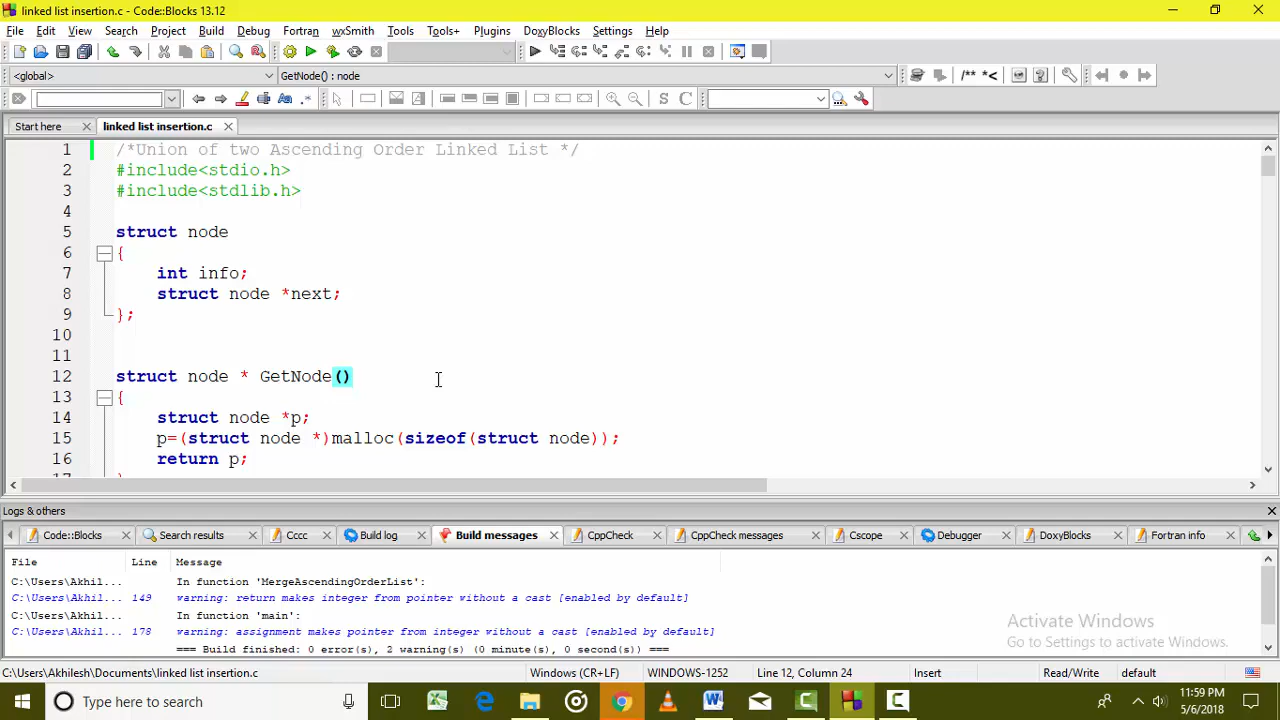 linked list insertion.c - Code::Blocks 13.12
File Edit View Search Project Build Debug Fortran wxSmith Tools Tools+ Plugins DoxyBlocks Settings Help
<global> GetNode() : node
/** *<
S C
Start here linked list insertion.c
1 /*Union of two Ascending Order Linked List */
2 #include<stdio.h>
3 #include<stdlib.h>
4
5 struct node
6 {
7 int info;
8 struct node *next;
9 };
10
11
12 struct node * GetNode()
13 {
14 struct node *p;
15 p=(struct node *)malloc(sizeof(struct node));
16 return p;
Logs & others
Code::Blocks Search results Cccc Build log Build messages CppCheck CppCheck messages Cscope Debugger DoxyBlocks Fortran info
File Line Message
C:\Users\Akhil... In function 'MergeAscendingOrderList':
C:\Users\Akhil... 149 warning: return makes integer from pointer without a cast [enabled by default]
C:\Users\Akhil... In function 'main':
C:\Users\Akhil... 178 warning: assignment makes pointer from integer without a cast [enabled by default]
=== Build finished: 0 error(s), 2 warning(s) (0 minute(s), 0 second(s)) ===
Activate Windows
Go to Settings to activate Windows.
C:\Users\Akhilesh\Documents\linked list insertion.c Windows (CR+LF) WINDOWS-1252 Line 12, Column 24 Insert Read/Write default
Type here to search
11:59 PM
5/6/2018